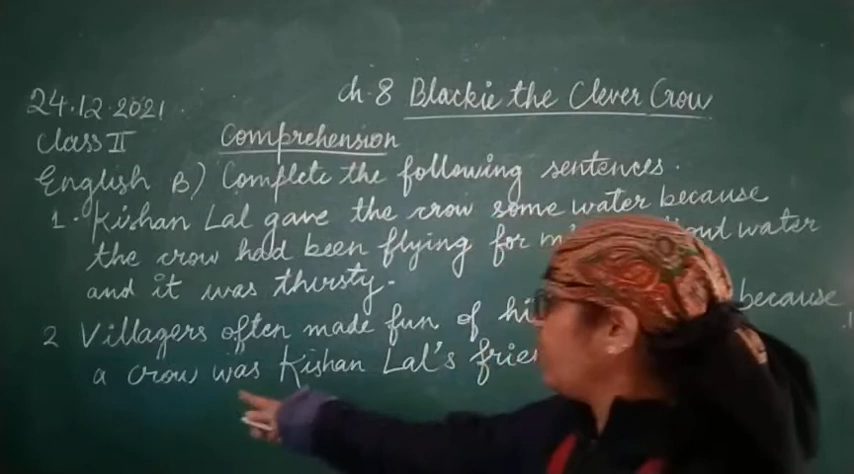 24.12.2021 ch.8 Blackie the Clever Crow
Class II Comprehension
English B) Complete the following sentences.
1. Kishan Lal gave the crow some water because
the crow had been flying for water
and it was thirsty.
2 Villagers often made fun of because
a crow was Kishan Lal's